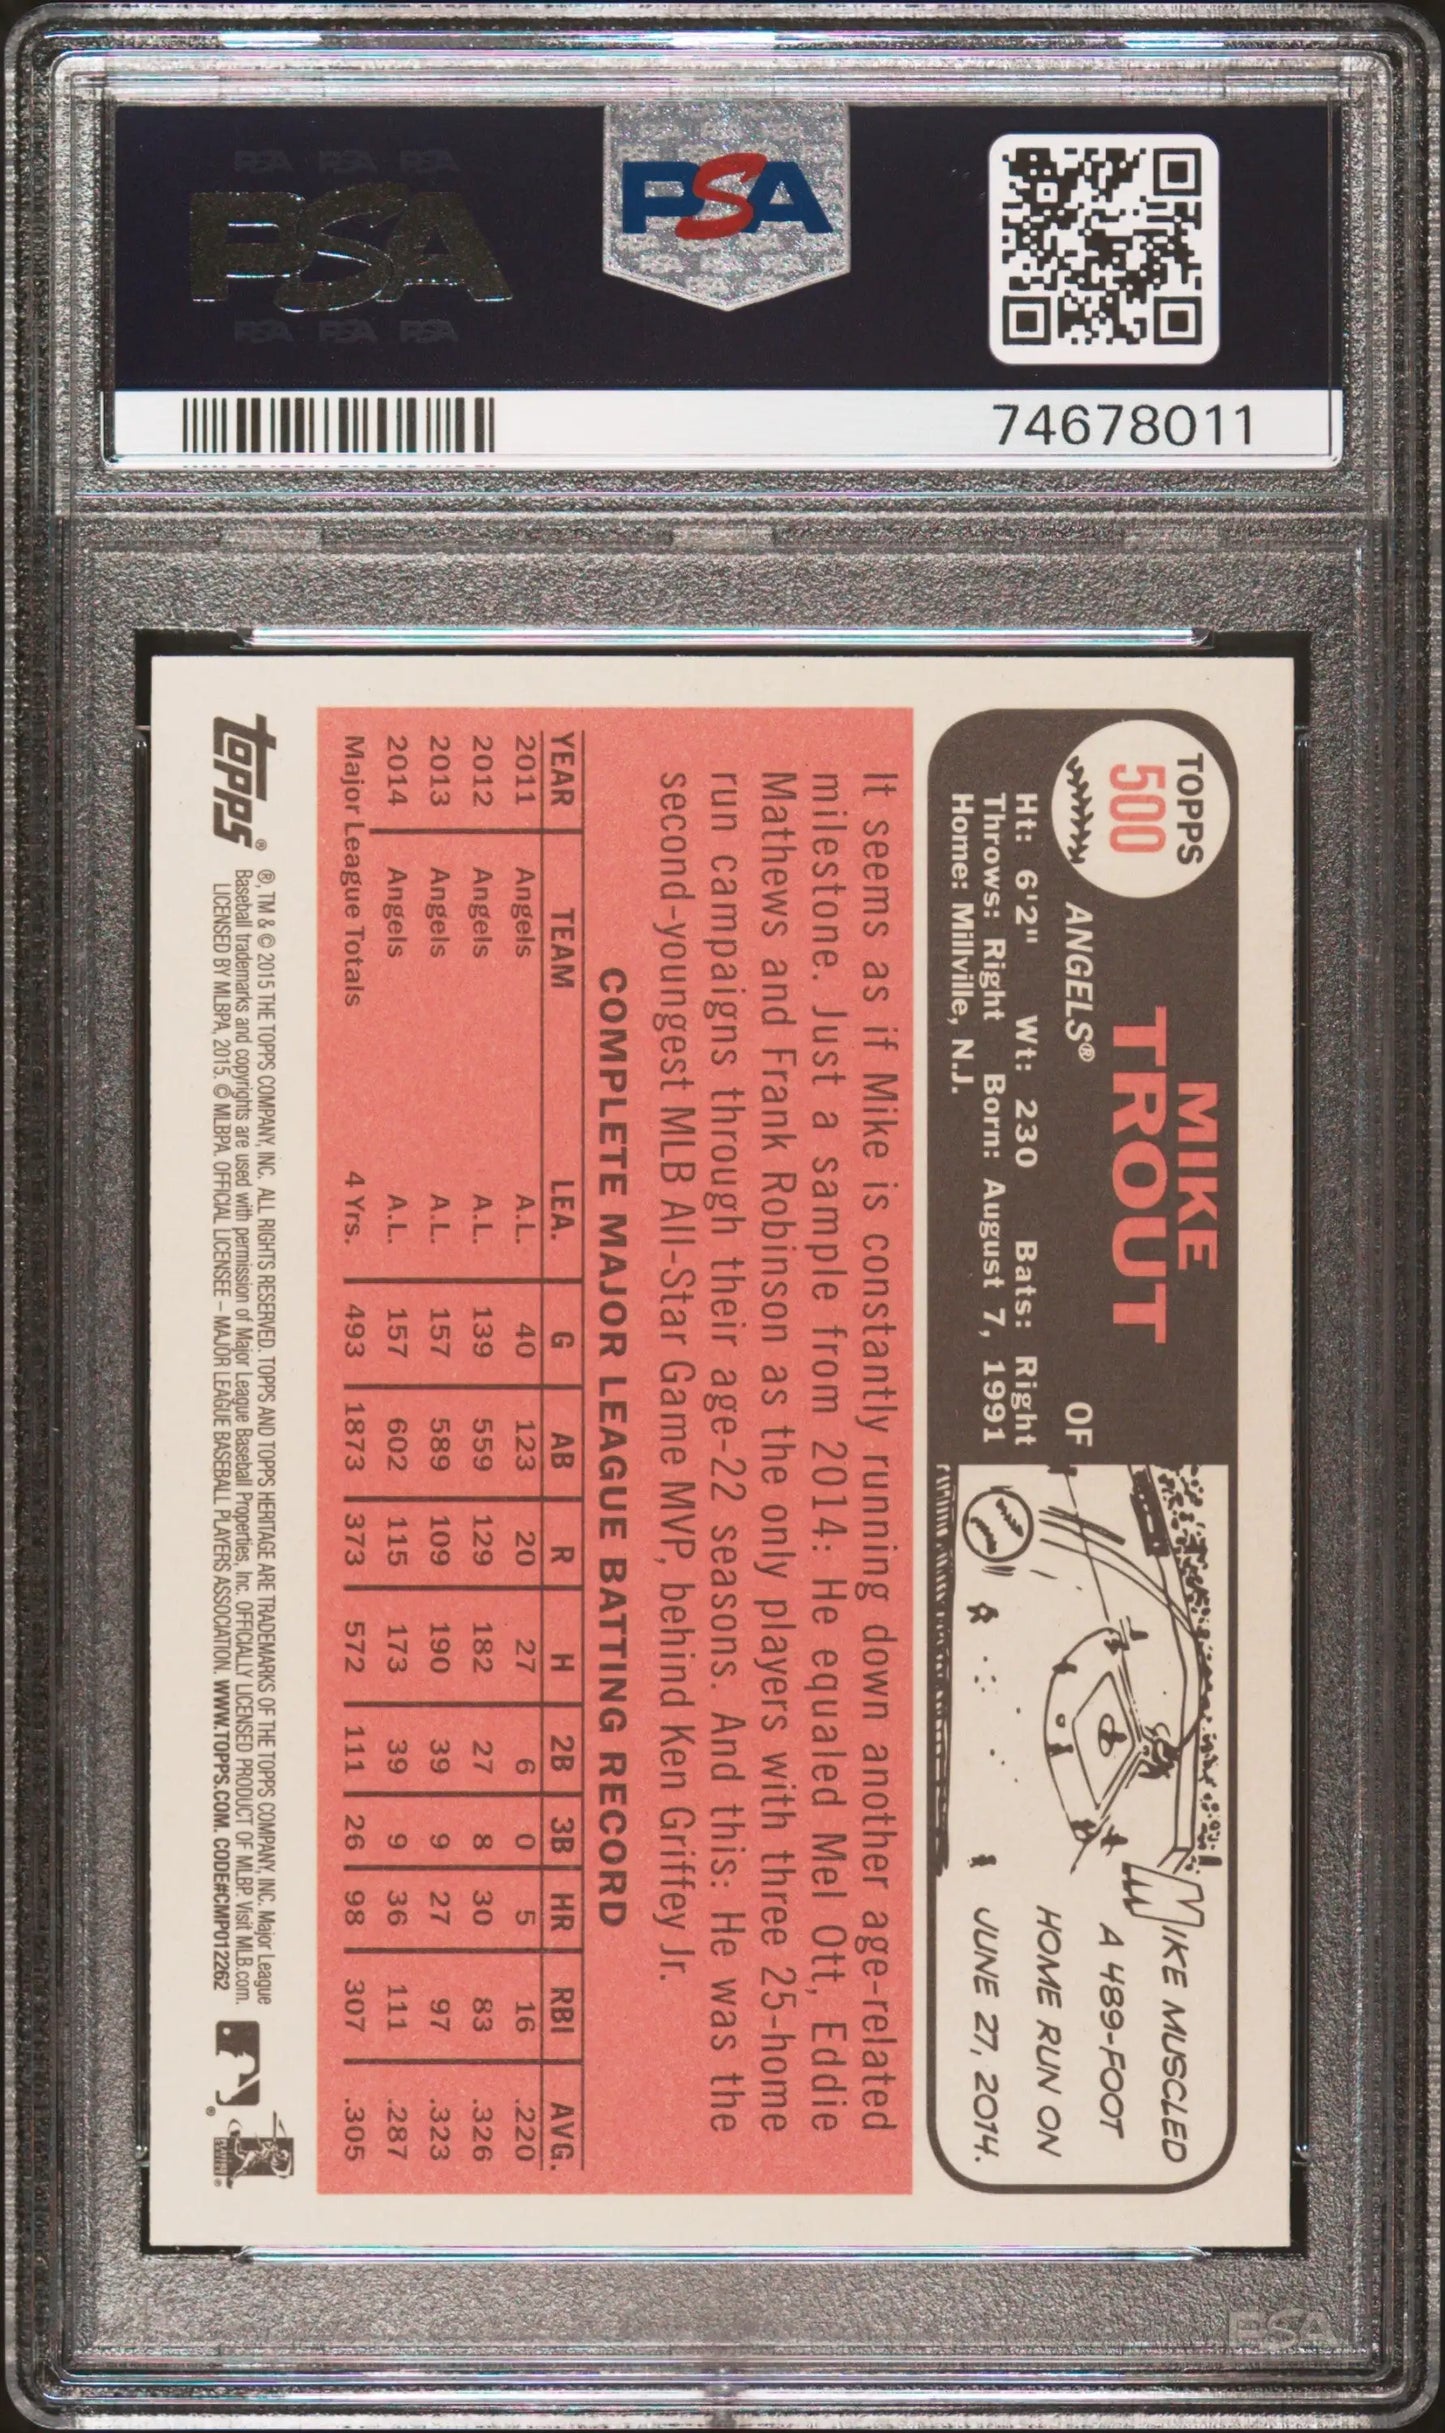 PSA PSA PSA
PSA
PSA PSA PSA
PSA
74678011
TOPPS
500
MIKE
TROUT
ANGELS® OF
Ht: 6'2" Wt: 230 Bats: Right
Throws: Right Born: August 7, 1991
Home: Millville, N.J.
MIKE MUSCLED
A 489-FOOT
HOME RUN ON
JUNE 27, 2014.
It seems as if Mike is constantly running down another age-related
milestone. Just a sample from 2014: He equaled Mel Ott, Eddie
Mathews and Frank Robinson as the only players with three 25-home
run campaigns through their age-22 seasons. And this: He was the
second-youngest MLB All-Star Game MVP, behind Ken Griffey Jr.
COMPLETE MAJOR LEAGUE BATTING RECORD
YEAR TEAM LEA. G AB R H 2B 3B HR RBI AVG.
2011 Angels A.L. 40 123 20 27 6 0 5 16 .220
2012 Angels A.L. 139 559 129 182 27 8 30 83 .326
2013 Angels A.L. 157 589 109 190 39 9 27 97 .323
2014 Angels A.L. 157 602 115 173 39 9 36 111 .287
Major League Totals 4 Yrs. 493 1873 373 572 111 26 98 307 .305
topps®
®, TM & © 2015 THE TOPPS COMPANY, INC. ALL RIGHTS RESERVED. TOPPS AND TOPPS HERITAGE ARE TRADEMARKS OF THE TOPPS COMPANY, INC. Major League
Baseball trademarks and copyrights are used with permission of Major League Baseball Properties, Inc. OFFICIALLY LICENSED PRODUCT OF MLBP. Visit MLB.com.
LICENSED BY MLBPA, 2015. © MLBPA. OFFICIAL LICENSEE – MAJOR LEAGUE BASEBALL PLAYERS ASSOCIATION. WWW.TOPPS.COM. CODE#CMP012262
PSA